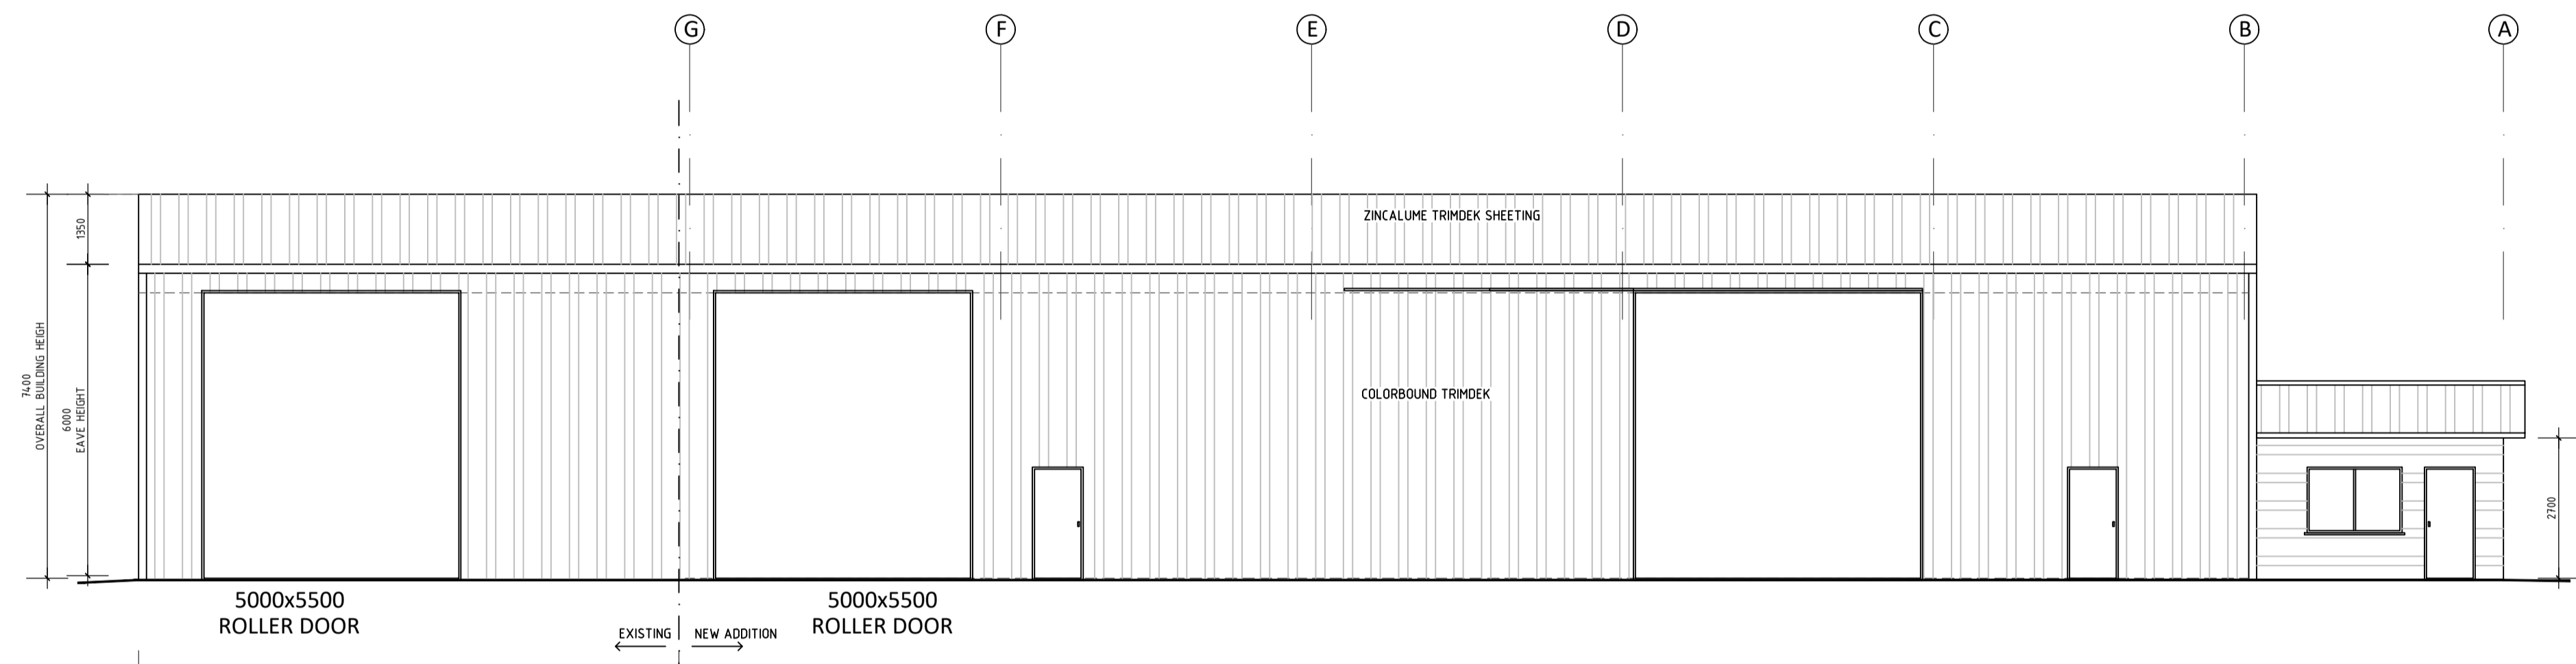 G F E D C B A
ZINCALUME TRIMDEK SHEETING
1350
7400
OVERALL BUILDING HEIGH
6000
EAVE HEIGHT
COLORBOUND TRIMDEK
2700
5000x5500
ROLLER DOOR
5000x5500
ROLLER DOOR
EXISTING
NEW ADDITION